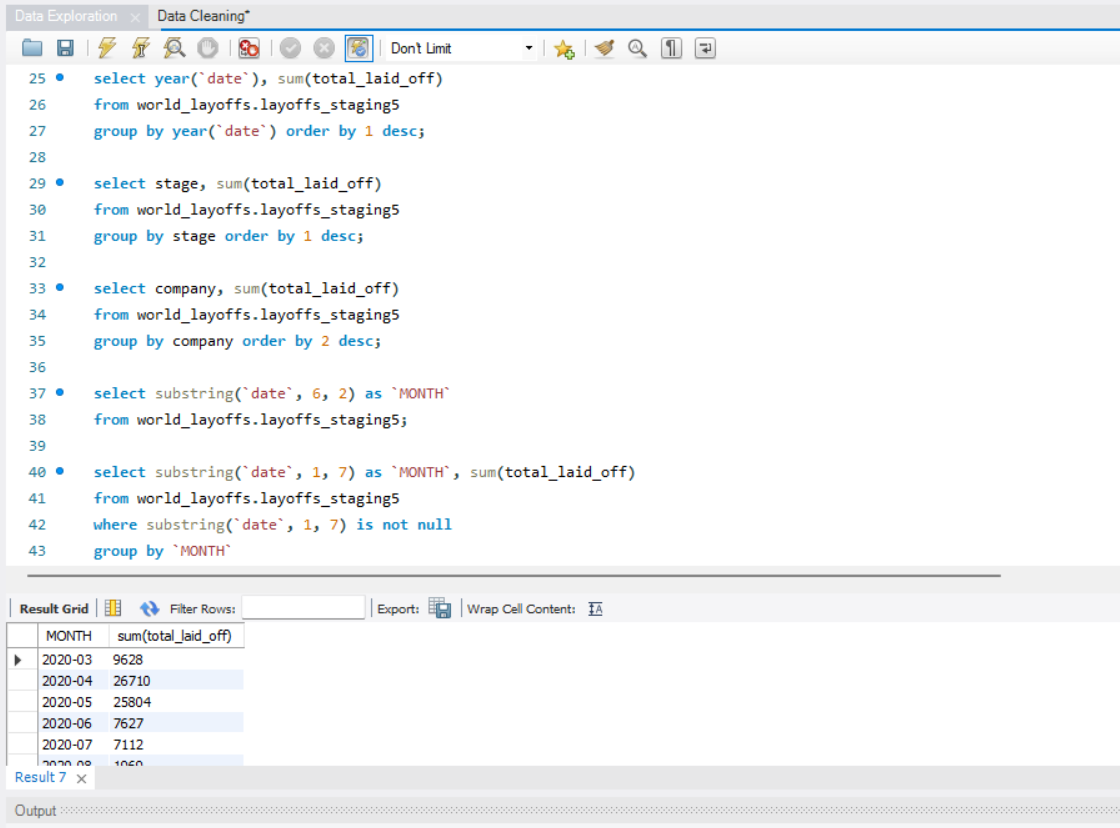 Data Exploration × Data Cleaning*
Don't Limit
25 select year(`date`), sum(total_laid_off)
26 from world_layoffs.layoffs_staging5
27 group by year(`date`) order by 1 desc;
28
29 select stage, sum(total_laid_off)
30 from world_layoffs.layoffs_staging5
31 group by stage order by 1 desc;
32
33 select company, sum(total_laid_off)
34 from world_layoffs.layoffs_staging5
35 group by company order by 2 desc;
36
37 select substring(`date`, 6, 2) as `MONTH`
38 from world_layoffs.layoffs_staging5;
39
40 select substring(`date`, 1, 7) as `MONTH`, sum(total_laid_off)
41 from world_layoffs.layoffs_staging5
42 where substring(`date`, 1, 7) is not null
43 group by `MONTH`
Result Grid Filter Rows: Export: Wrap Cell Content: IA
MONTH sum(total_laid_off)
2020-03 9628
2020-04 26710
2020-05 25804
2020-06 7627
2020-07 7112
Result 7 ×
Output